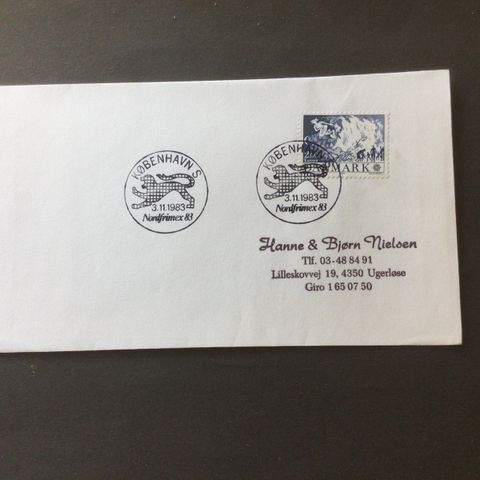 KØBENHAVN S
3.11.1983
Nordfrimex 83
KØBENHAVN
3.11.1983
Nordfrimex 83
MARK
Hanne & Bjørn Nielsen
Tlf. 03-48 84 91
Lilleskovvej 19, 4350 Ugerløse
Giro 1 65 07 50